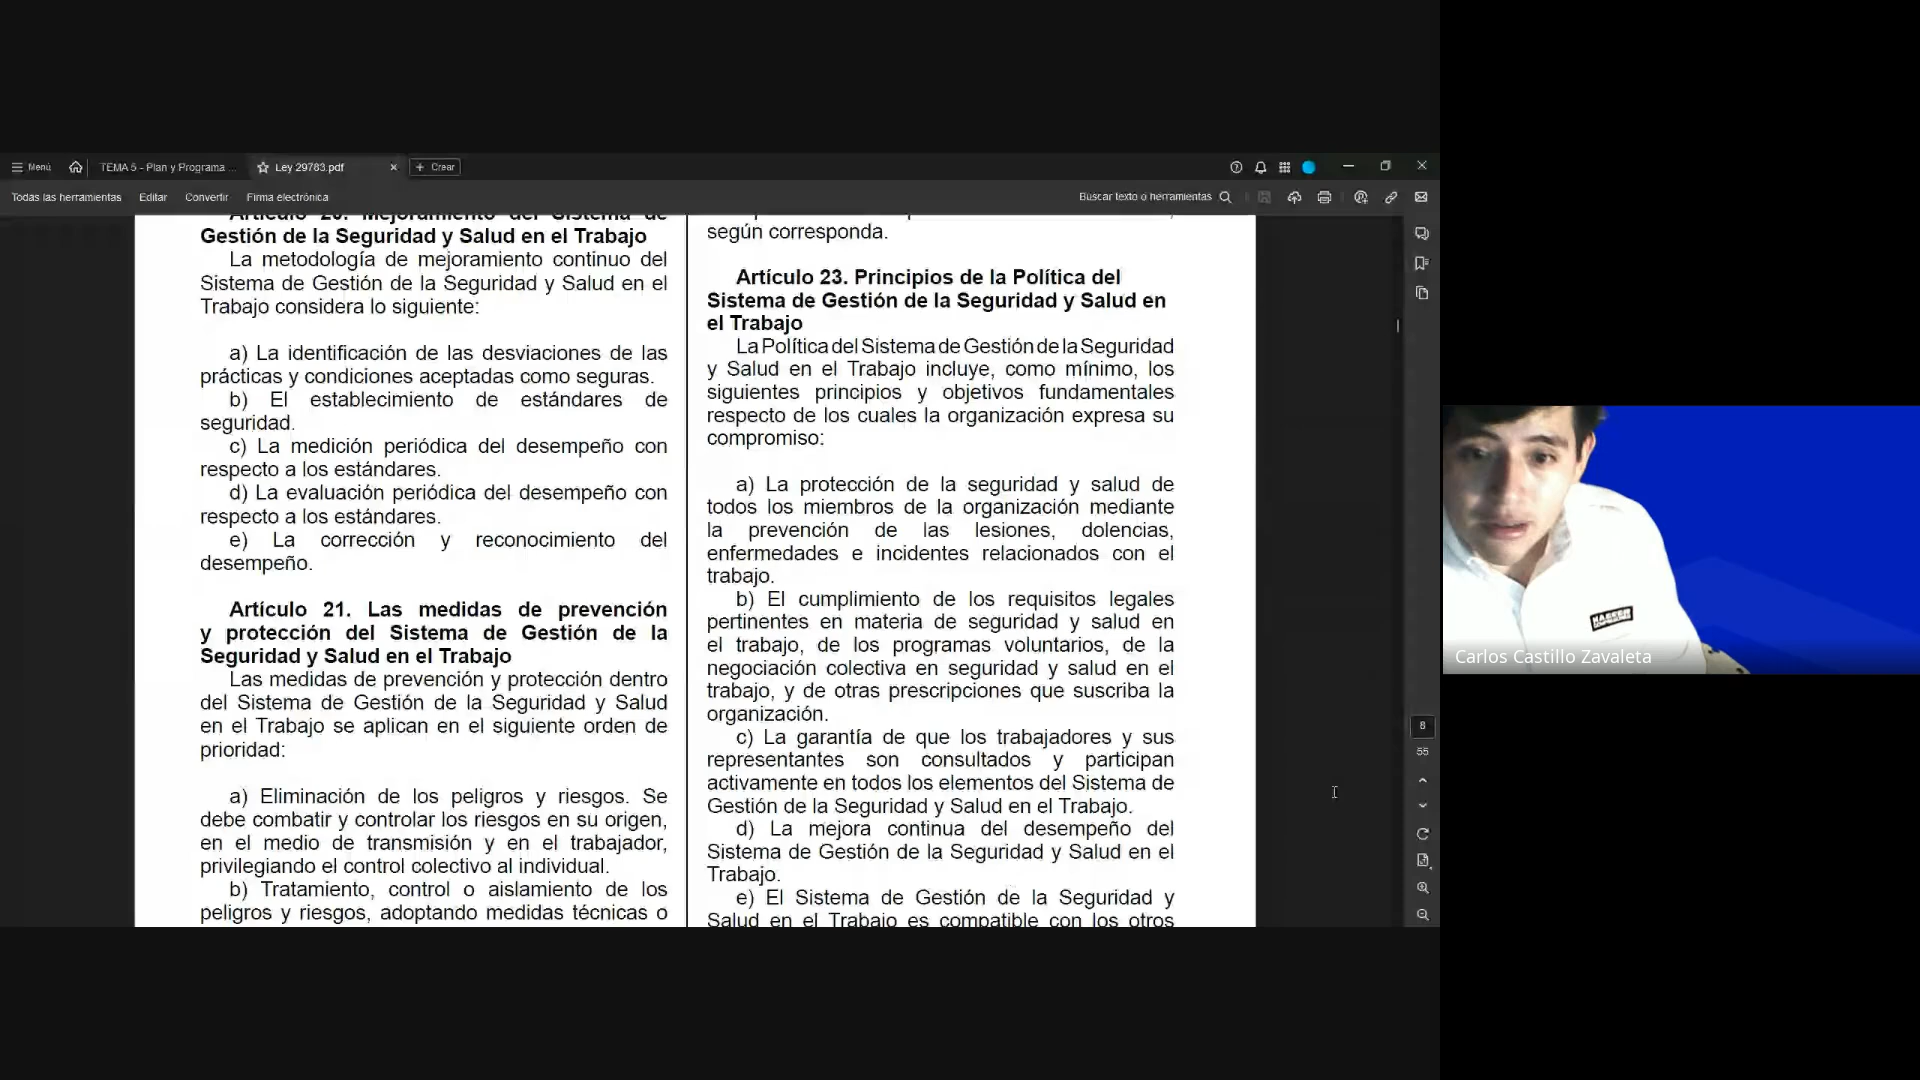 Menú
TEMA 5 - Plan y Programa ...
Ley 29783.pdf
Crear
Todas las herramientas
Editar
Convertir
Firma electrónica
Buscar texto o herramientas
Artículo 20. Mejoramiento del Sistema de
Gestión de la Seguridad y Salud en el Trabajo
La metodología de mejoramiento continuo del
Sistema de Gestión de la Seguridad y Salud en el
Trabajo considera lo siguiente:
a) La identificación de las desviaciones de las
prácticas y condiciones aceptadas como seguras.
b) El establecimiento de estándares de
seguridad.
c) La medición periódica del desempeño con
respecto a los estándares.
d) La evaluación periódica del desempeño con
respecto a los estándares.
e) La corrección y reconocimiento del
desempeño.
Artículo 21. Las medidas de prevención
y protección del Sistema de Gestión de la
Seguridad y Salud en el Trabajo
Las medidas de prevención y protección dentro
del Sistema de Gestión de la Seguridad y Salud
en el Trabajo se aplican en el siguiente orden de
prioridad:
a) Eliminación de los peligros y riesgos. Se
debe combatir y controlar los riesgos en su origen,
en el medio de transmisión y en el trabajador,
privilegiando el control colectivo al individual.
b) Tratamiento, control o aislamiento de los
peligros y riesgos, adoptando medidas técnicas o
según corresponda.
Artículo 23. Principios de la Política del
Sistema de Gestión de la Seguridad y Salud en
el Trabajo
La Política del Sistema de Gestión de la Seguridad
y Salud en el Trabajo incluye, como mínimo, los
siguientes principios y objetivos fundamentales
respecto de los cuales la organización expresa su
compromiso:
a) La protección de la seguridad y salud de
todos los miembros de la organización mediante
la prevención de las lesiones, dolencias,
enfermedades e incidentes relacionados con el
trabajo.
b) El cumplimiento de los requisitos legales
pertinentes en materia de seguridad y salud en
el trabajo, de los programas voluntarios, de la
negociación colectiva en seguridad y salud en el
trabajo, y de otras prescripciones que suscriba la
organización.
c) La garantía de que los trabajadores y sus
representantes son consultados y participan
activamente en todos los elementos del Sistema de
Gestión de la Seguridad y Salud en el Trabajo.
d) La mejora continua del desempeño del
Sistema de Gestión de la Seguridad y Salud en el
Trabajo.
e) El Sistema de Gestión de la Seguridad y
Salud en el Trabajo es compatible con los otros
8
55
Carlos Castillo Zavaleta